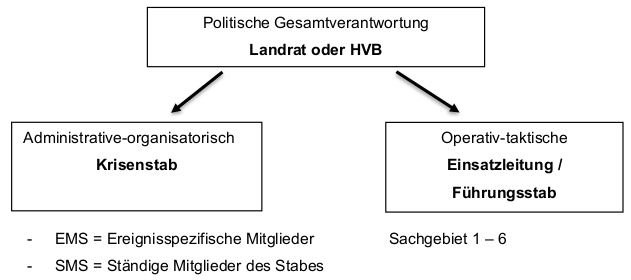 Politische Gesamtverantwortung
Landrat oder HVB
Administrative-organisatorisch
Krisenstab
Operativ-taktische
Einsatzleitung /
Führungsstab
- EMS = Ereignisspezifische Mitglieder
- SMS = Ständige Mitglieder des Stabes
Sachgebiet 1 – 6